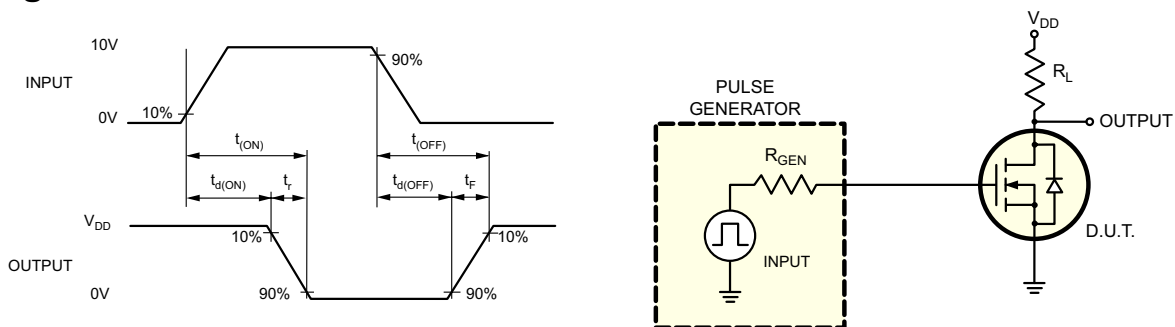 10V
INPUT
0V
10%
90%
t(ON)
t(OFF)
td(ON)
tr
td(OFF)
tF
VDD
10%
10%
OUTPUT
0V
90%
90%
PULSE
GENERATOR
RGEN
INPUT
VDD
RL
OUTPUT
D.U.T.